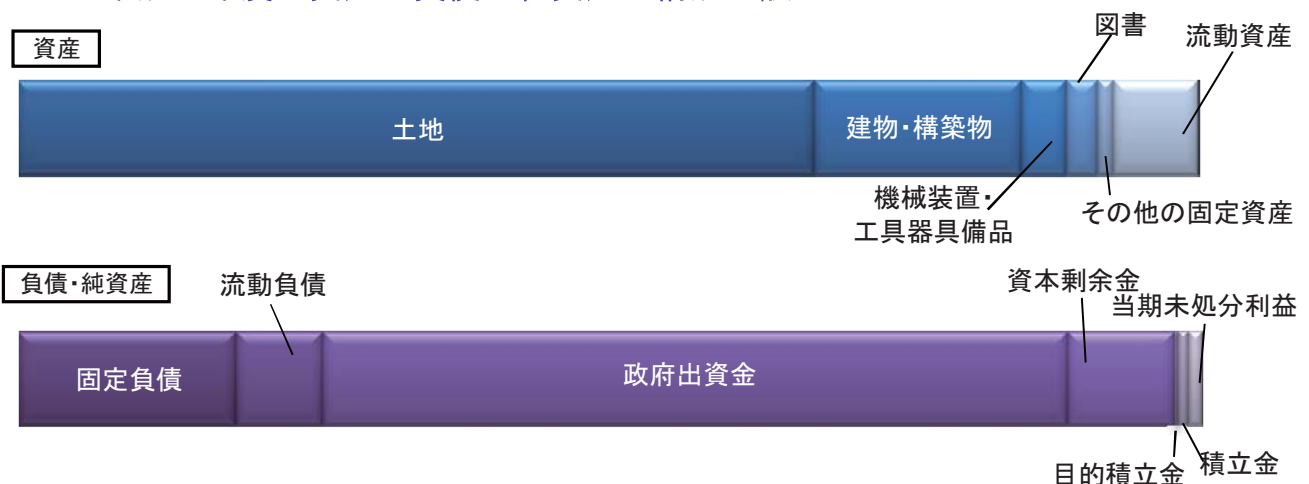 資産
図書
流動資産
土地
建物・構築物
機械装置・
工具器具備品
その他の固定資産
負債・純資産
流動負債
資本剰余金
当期未処分利益
固定負債
政府出資金
目的積立金
積立金